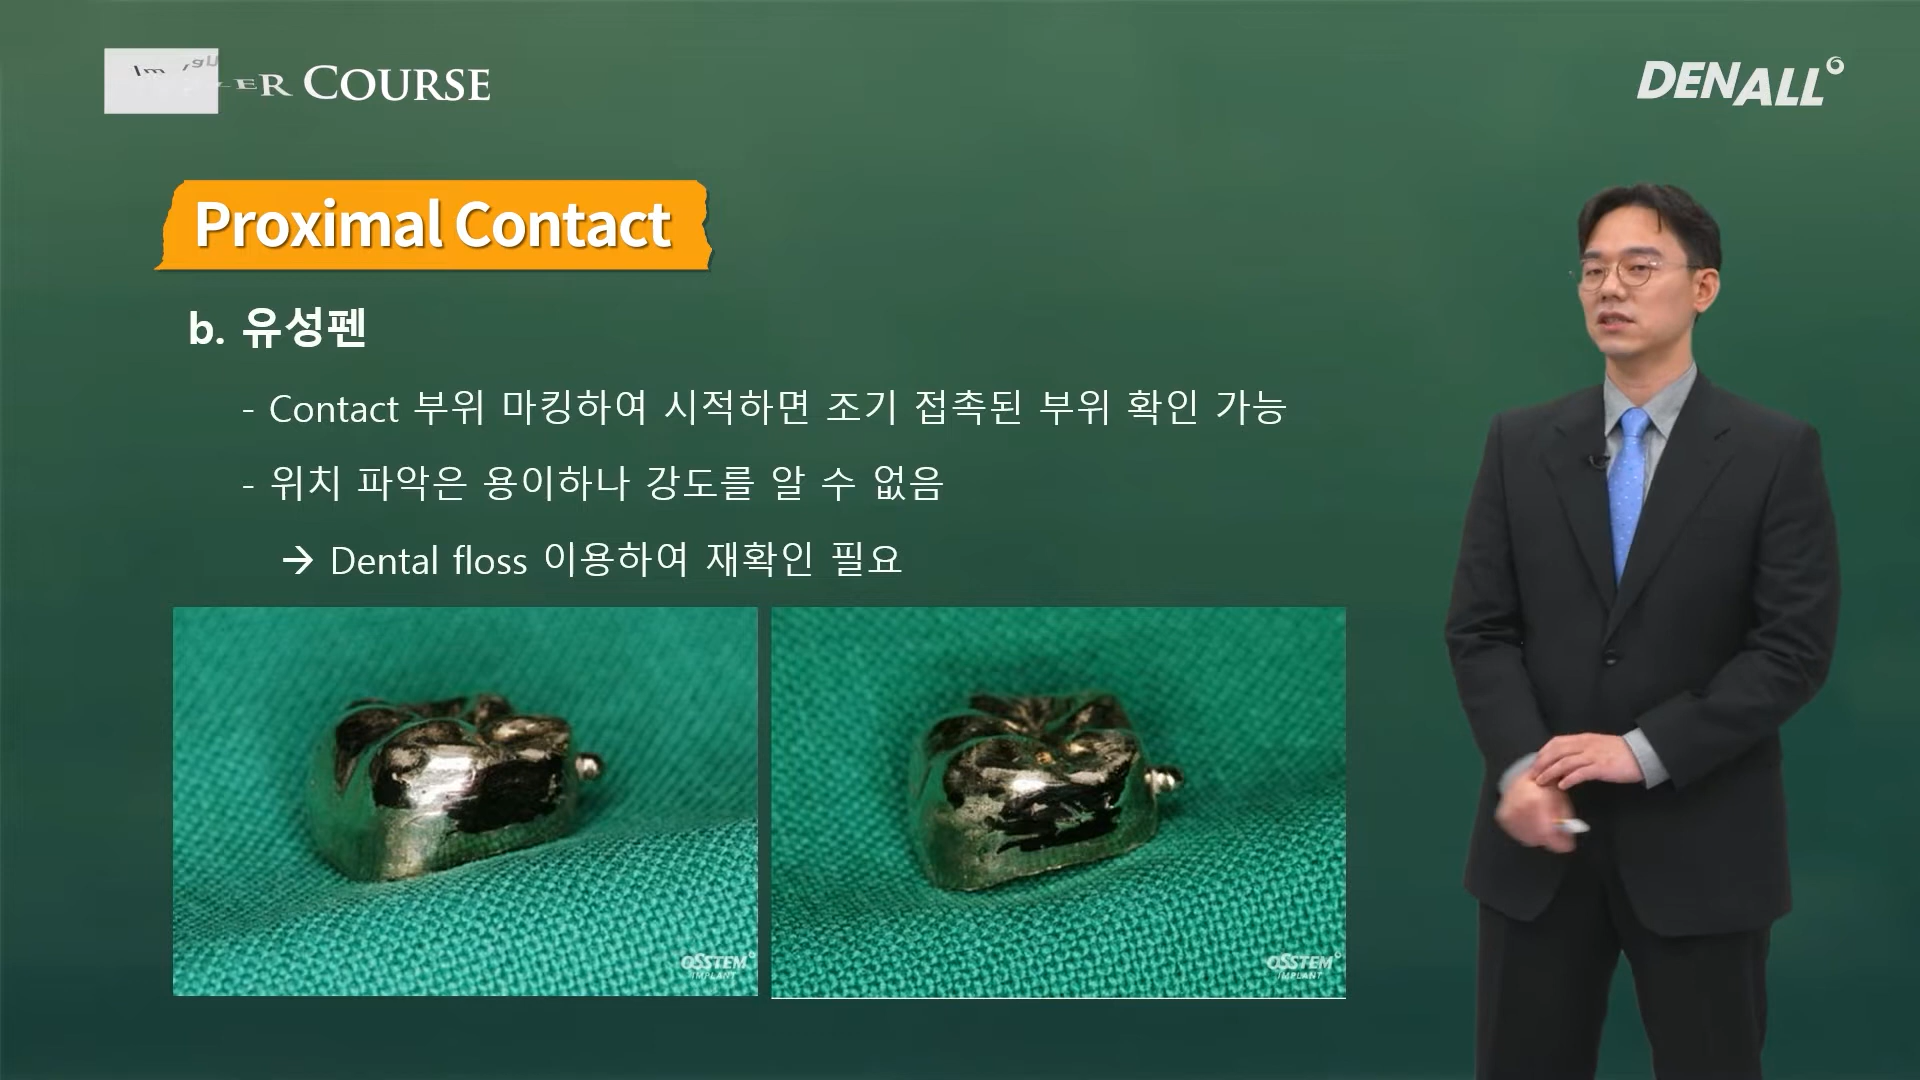 COURSE
DENALL
Proximal Contact
b. 유성펜
- Contact 부위 마킹하여 시적하면 조기 접촉된 부위 확인 가능
- 위치 파악은 용이하나 강도를 알 수 없음
→ Dental floss 이용하여 재확인 필요
OSSTEM
IMPLANT
OSSTEM
IMPLANT